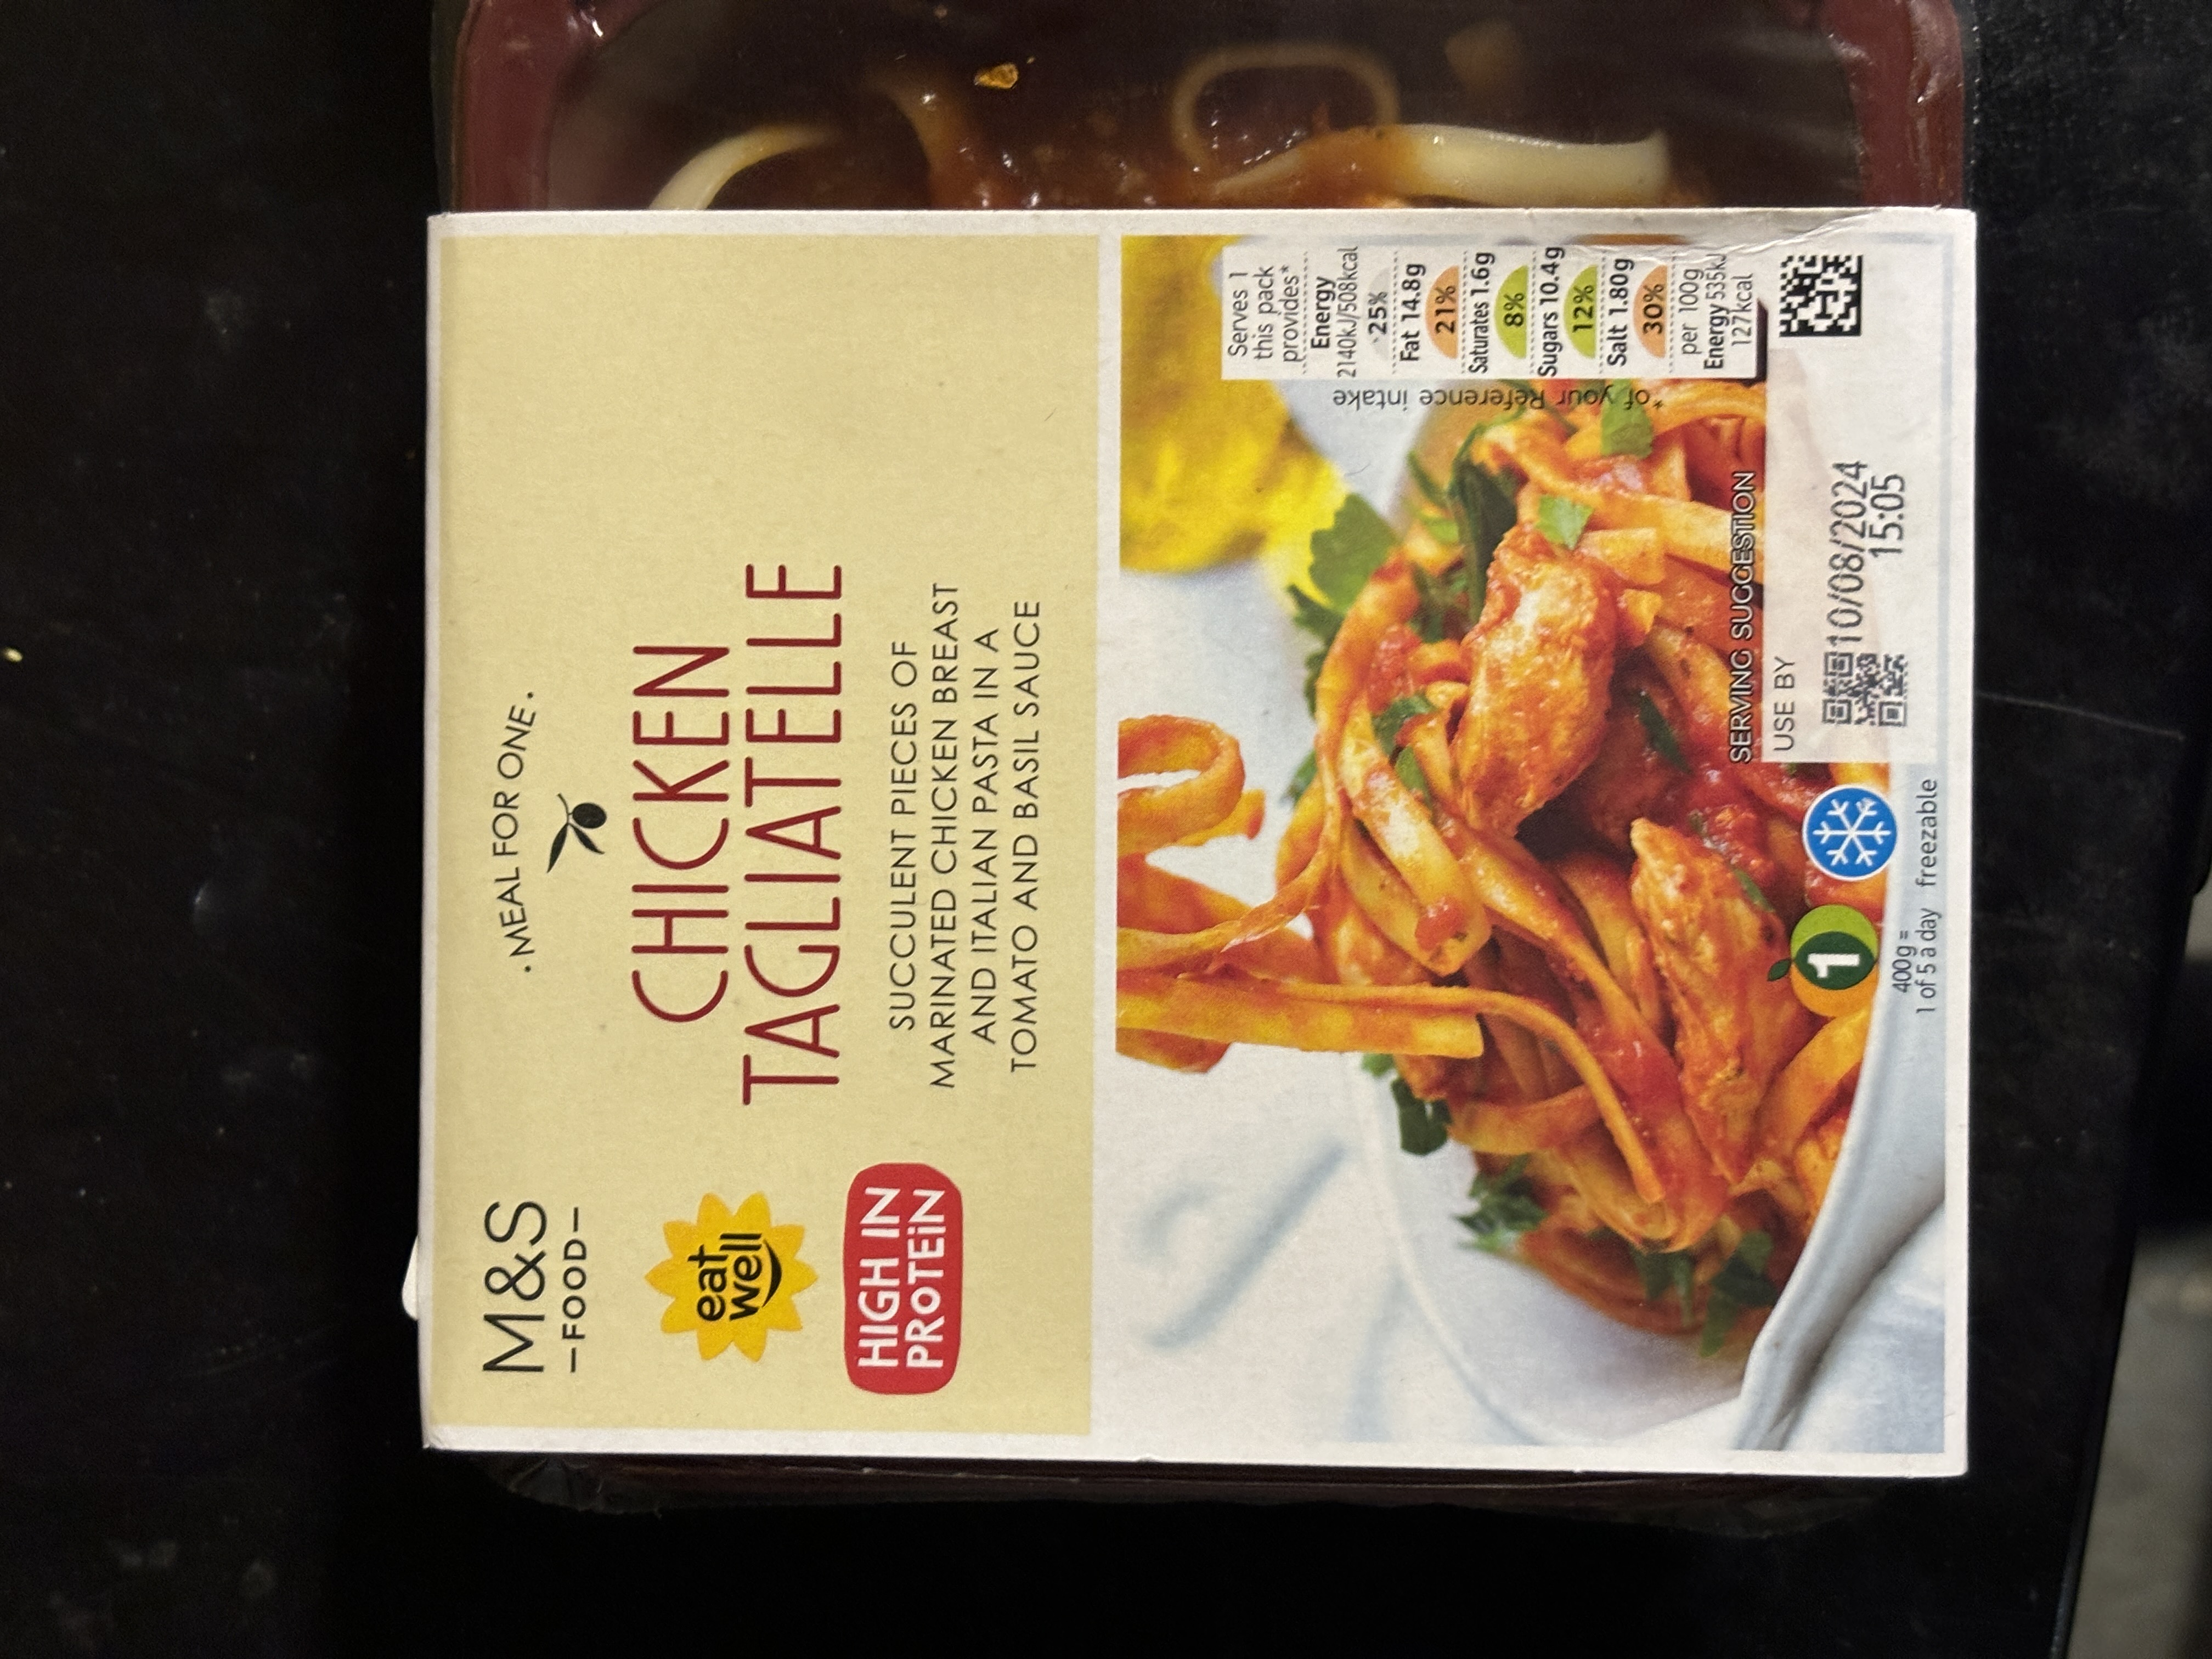 M&S
—FOOD—
· MEAL FOR ONE ·
eat
well
CHICKEN
TAGLIATELLE
HIGH IN
PROTEiN
SUCCULENT PIECES OF
MARINATED CHICKEN BREAST
AND ITALIAN PASTA IN A
TOMATO AND BASIL SAUCE
Serves 1
this pack
provides*
Energy
2140kJ/508kcal
25%
Fat 14.8g
21%
Saturates 1.6g
8%
Sugars 10.4g
12%
Salt 1.80g
30%
per 100g
Energy 535kJ
127kcal
*of your Reference intake
SERVING SUGGESTION
USE BY
10/08/2024
15:05
1
400g =
1 of 5 a day
freezable